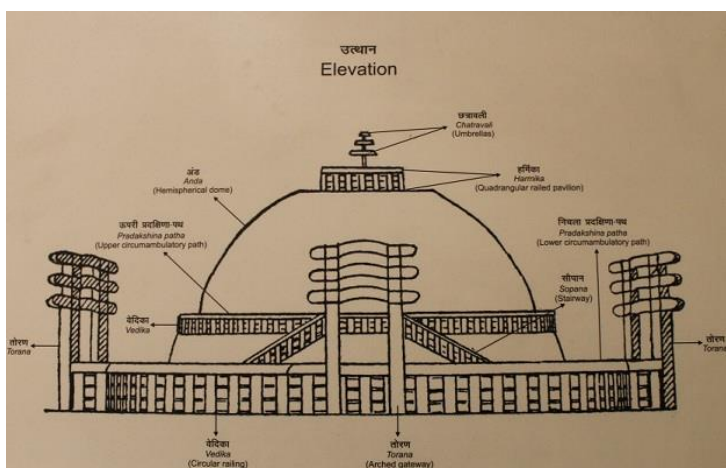 उत्थान
Elevation
छत्रावली
Chatravali
(Umbrellas)
अंड
Anda
(Hemispherical dome)
हर्मिका
Harmika
(Quadrangular railed pavilion)
ऊपरी प्रदक्षिणा-पथ
Pradakshina patha
(Upper circumambulatory path)
निचला प्रदक्षिणा-पथ
Pradakshina patha
(Lower circumambulatory path)
सोपान
Sopana
(Stairway)
वेदिका
Vedika
तोरण
Torana
तोरण
Torana
वेदिका
Vedika
(Circular railing)
तोरण
Torana
(Arched gateway)